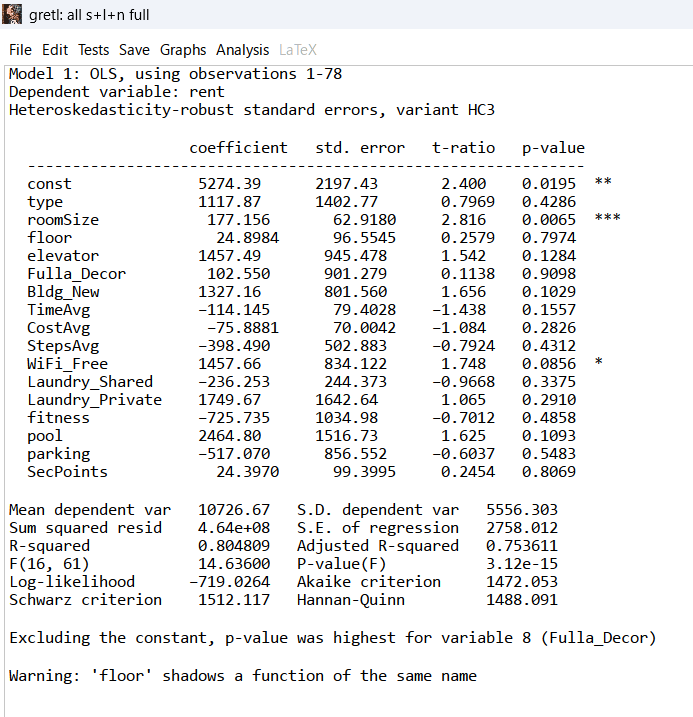 gretl: all s+l+n full
File Edit Tests Save Graphs Analysis LaTeX
Model 1: OLS, using observations 1-78
Dependent variable: rent
Heteroskedasticity-robust standard errors, variant HC3
coefficient std. error t-ratio p-value
---------------------------------------------------------------
const 5274.39 2197.43 2.400 0.0195 **
type 1117.87 1402.77 0.7969 0.4286
roomSize 177.156 62.9180 2.816 0.0065 ***
floor 24.8984 96.5545 0.2579 0.7974
elevator 1457.49 945.478 1.542 0.1284
Fulla_Decor 102.550 901.279 0.1138 0.9098
Bldg_New 1327.16 801.560 1.656 0.1029
TimeAvg −114.145 79.4028 −1.438 0.1557
CostAvg −75.8881 70.0042 −1.084 0.2826
StepsAvg −398.490 502.883 −0.7924 0.4312
WiFi_Free 1457.66 834.122 1.748 0.0856 *
Laundry_Shared −236.253 244.373 −0.9668 0.3375
Laundry_Private 1749.67 1642.64 1.065 0.2910
fitness −725.735 1034.98 −0.7012 0.4858
pool 2464.80 1516.73 1.625 0.1093
parking −517.070 856.552 −0.6037 0.5483
SecPoints 24.3970 99.3995 0.2454 0.8069
Mean dependent var 10726.67 S.D. dependent var 5556.303
Sum squared resid 4.64e+08 S.E. of regression 2758.012
R-squared 0.804809 Adjusted R-squared 0.753611
F(16, 61) 14.63600 P-value(F) 3.12e-15
Log-likelihood −719.0264 Akaike criterion 1472.053
Schwarz criterion 1512.117 Hannan-Quinn 1488.091
Excluding the constant, p-value was highest for variable 8 (Fulla_Decor)
Warning: 'floor' shadows a function of the same name